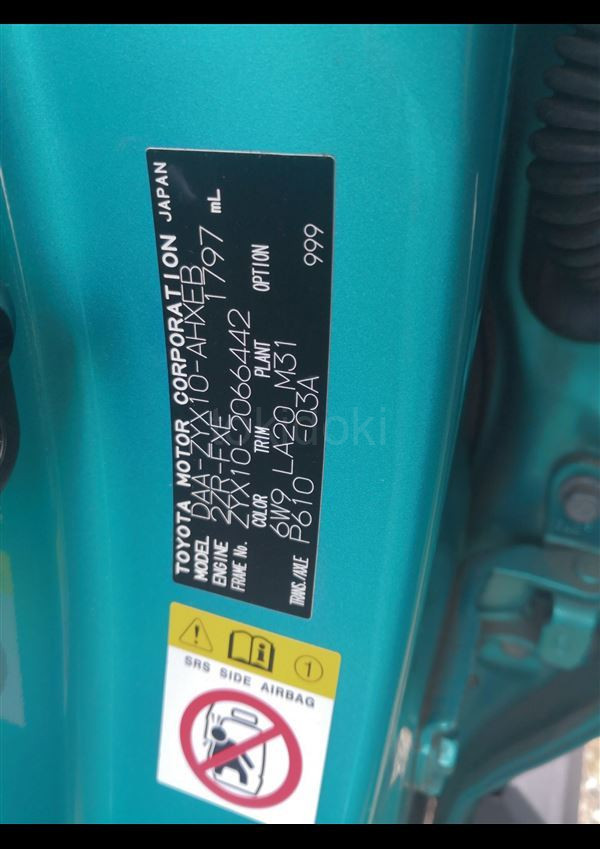 TOYOTA MOTOR CORPORATION JAPAN
MODEL DAA-ZYX10-AHXEB
ENGINE 2ZR-FXE 1797 mL
FRAME No. ZYX10-2066442
COLOR TRIM PLANT OPTION
6W9 LA20 M31 999
TRANS./AXLE P610 -03A
1
SRS SIDE AIRBAG